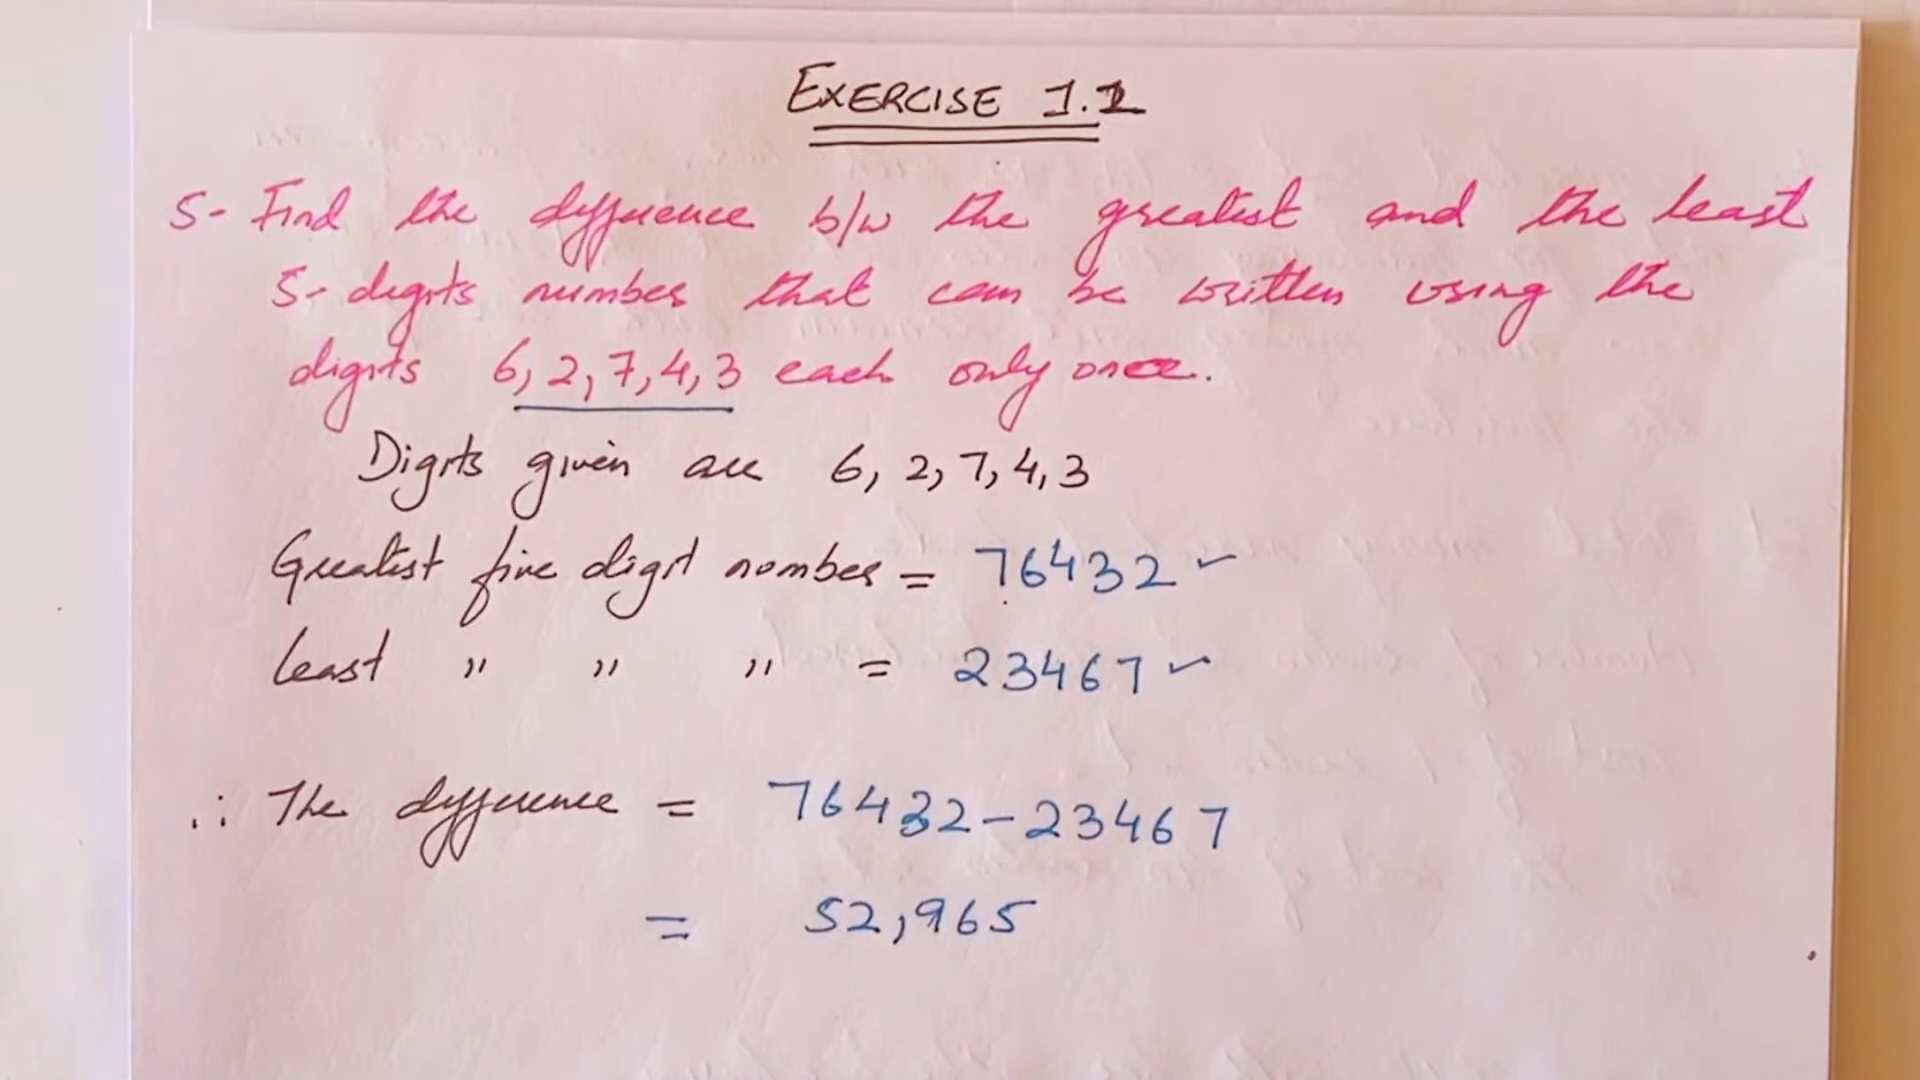 EXERCISE 1.2
5- Find the difference b/w the greatest and the least
5-digits number that can be written using the
digits 6, 2, 7, 4, 3 each only once.
Digits given are 6, 2, 7, 4, 3
Greatest five digit number = 76432 ✓
Least " " " = 23467 ✓
∴ The difference = 76432-23467
= 52,965